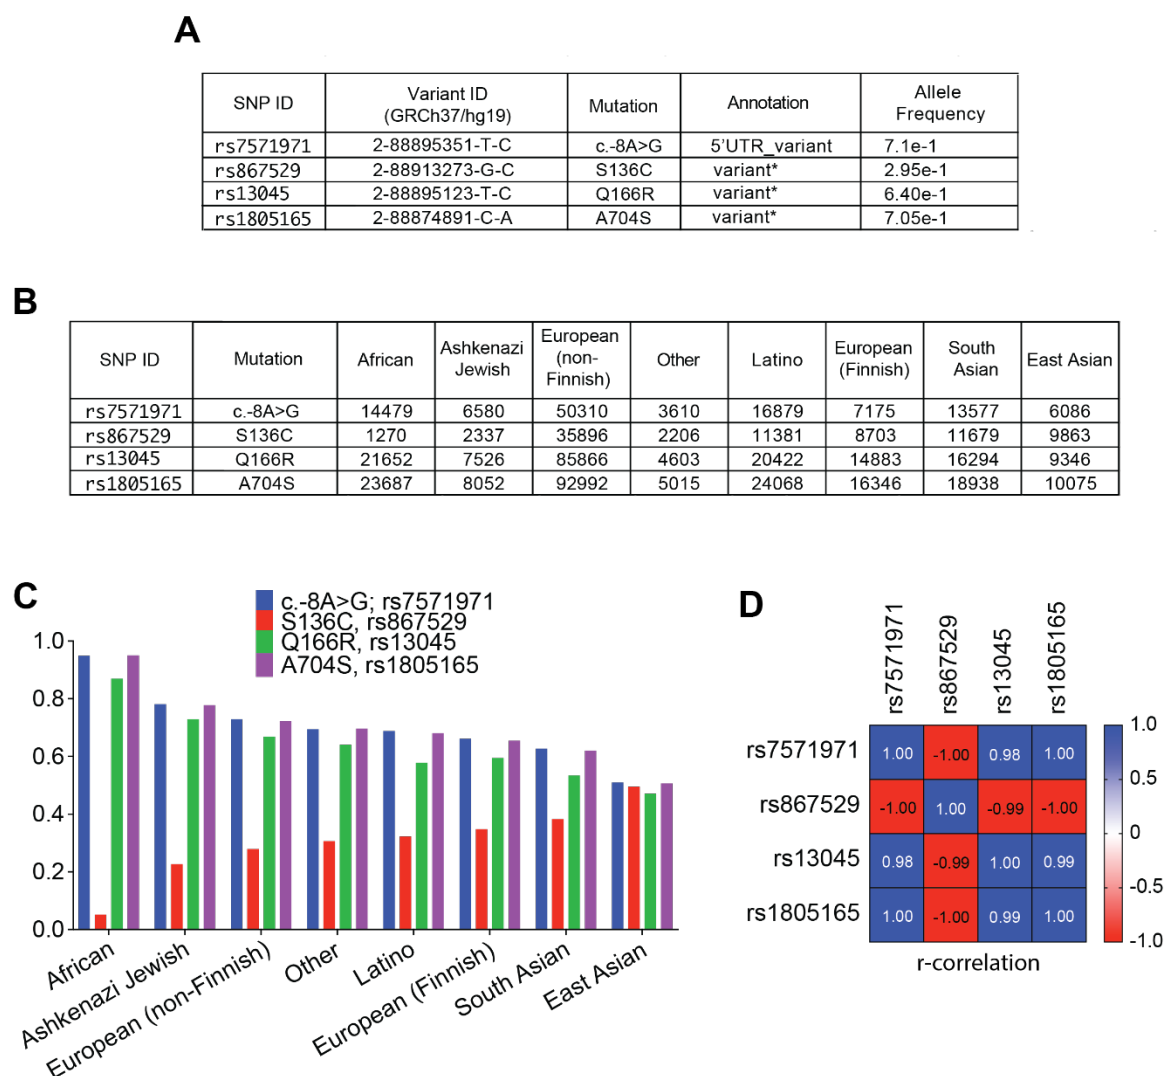 A
SNP ID | Variant ID (GRCh37/hg19) | Mutation | Annotation | Allele Frequency
rs7571971 | 2-88895351-T-C | c.-8A>G | 5'UTR_variant | 7.1e-1
rs867529 | 2-88913273-G-C | S136C | variant* | 2.95e-1
rs13045 | 2-88895123-T-C | Q166R | variant* | 6.40e-1
rs1805165 | 2-88874891-C-A | A704S | variant* | 7.05e-1
B
SNP ID | Mutation | African | Ashkenazi Jewish | European (non-Finnish) | Other | Latino | European (Finnish) | South Asian | East Asian
rs7571971 | c.-8A>G | 14479 | 6580 | 50310 | 3610 | 16879 | 7175 | 13577 | 6086
rs867529 | S136C | 1270 | 2337 | 35896 | 2206 | 11381 | 8703 | 11679 | 9863
rs13045 | Q166R | 21652 | 7526 | 85866 | 4603 | 20422 | 14883 | 16294 | 9346
rs1805165 | A704S | 23687 | 8052 | 92992 | 5015 | 24068 | 16346 | 18938 | 10075
C
c.-8A>G; rs7571971
S136C, rs867529
Q166R, rs13045
A704S, rs1805165
1.0
0.8
0.6
0.4
0.2
0.0
African
Ashkenazi Jewish
European (non-Finnish)
Other
Latino
European (Finnish)
South Asian
East Asian
D
rs7571971
rs867529
rs13045
rs1805165
rs7571971 1.00 -1.00 0.98 1.00
rs867529 -1.00 1.00 -0.99 -1.00
rs13045 0.98 -0.99 1.00 0.99
rs1805165 1.00 -1.00 0.99 1.00
1.0
0.5
0
-0.5
-1.0
r-correlation